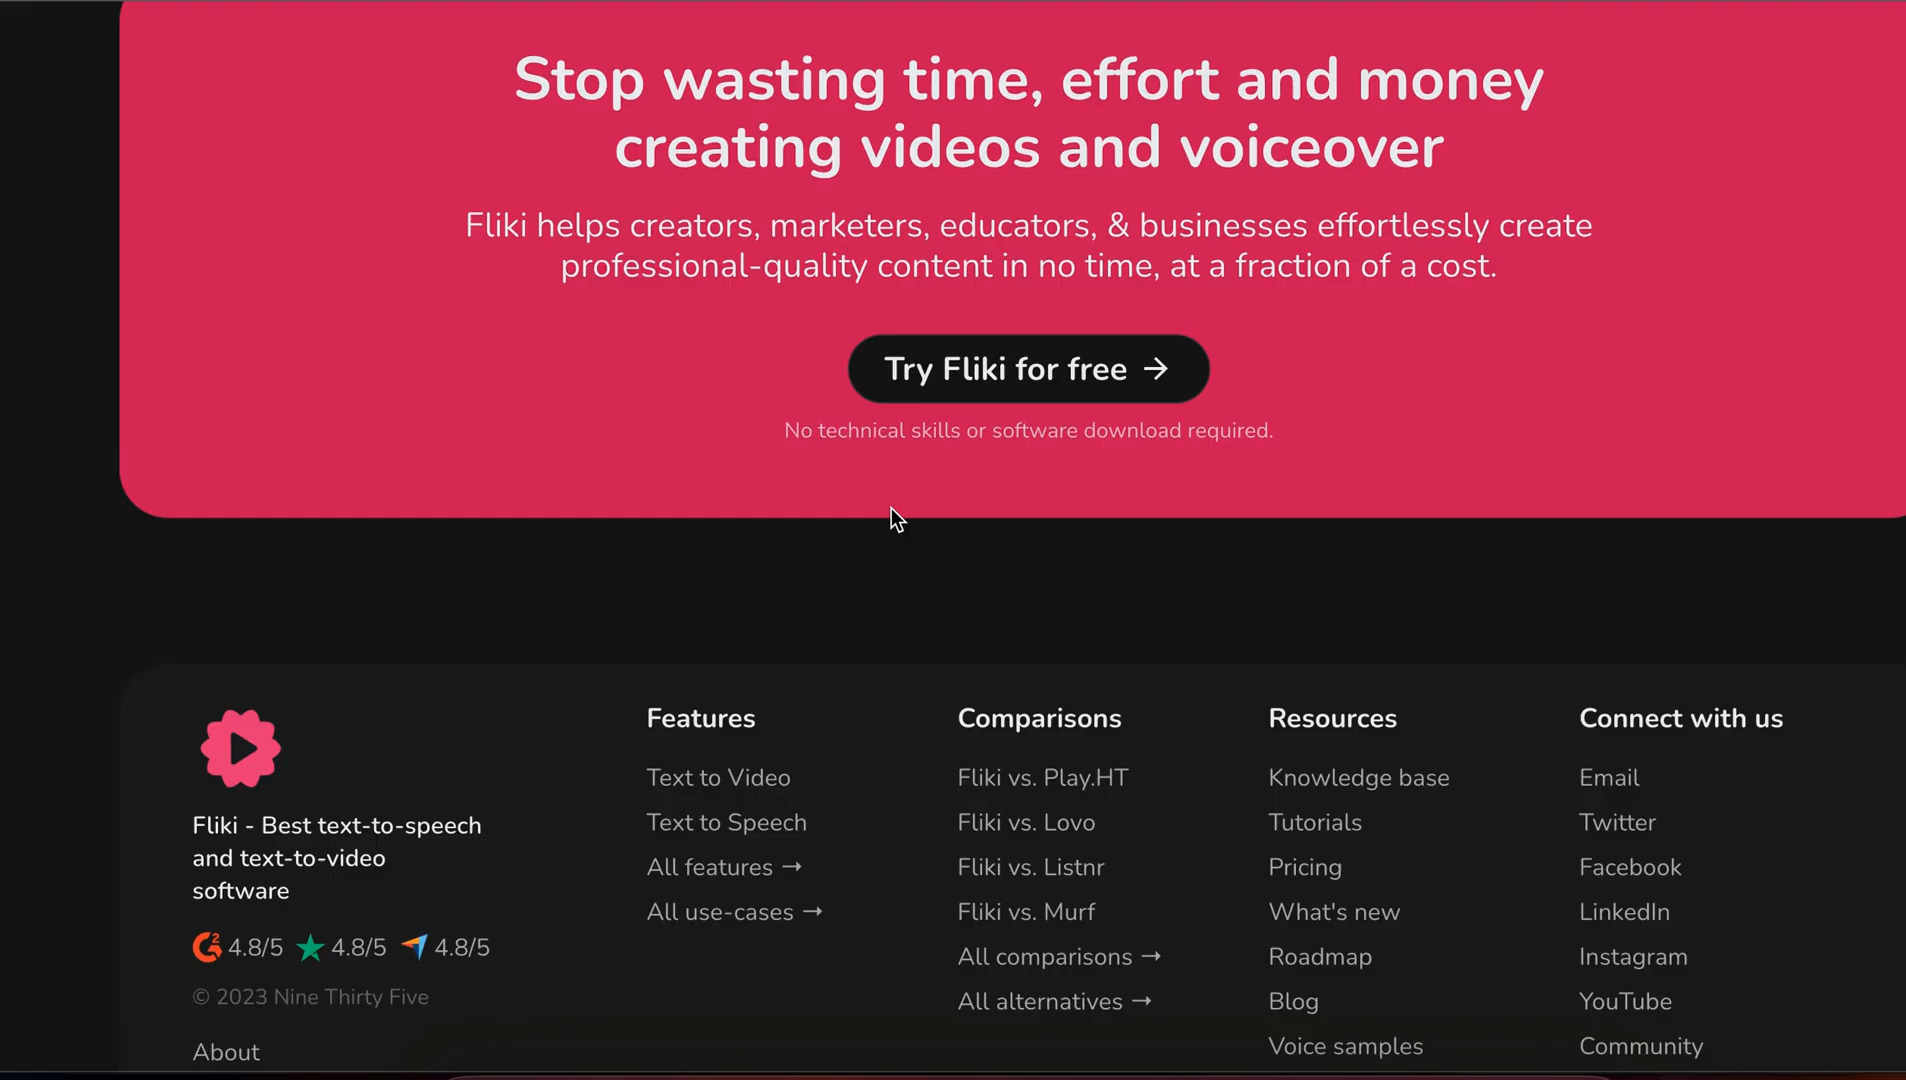 Stop wasting time, effort and money
creating videos and voiceover
Fliki helps creators, marketers, educators, & businesses effortlessly create
professional-quality content in no time, at a fraction of a cost.
Try Fliki for free →
No technical skills or software download required.
Fliki - Best text-to-speech
and text-to-video
software
4.8/5 4.8/5 4.8/5
© 2023 Nine Thirty Five
About
Features
Text to Video
Text to Speech
All features →
All use-cases →
Comparisons
Fliki vs. Play.HT
Fliki vs. Lovo
Fliki vs. Listnr
Fliki vs. Murf
All comparisons →
All alternatives →
Resources
Knowledge base
Tutorials
Pricing
What's new
Roadmap
Blog
Voice samples
Connect with us
Email
Twitter
Facebook
LinkedIn
Instagram
YouTube
Community